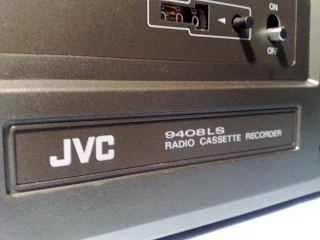 ON
OFF
JVC
9408LS
RADIO CASSETTE RECORDER